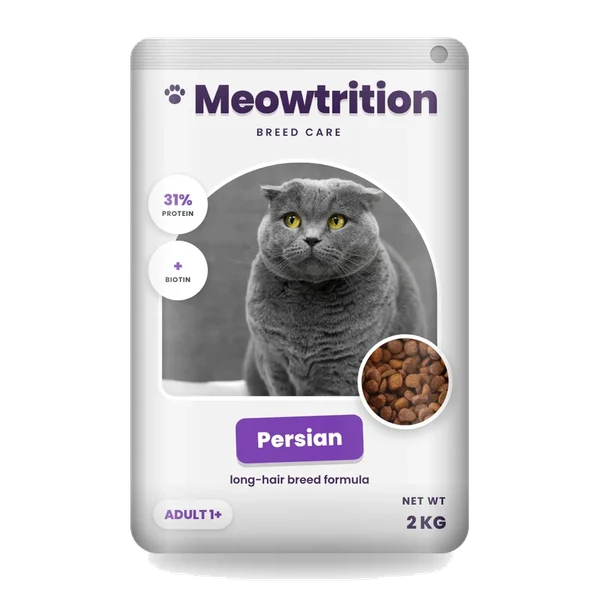 Meowtrition
BREED CARE
31%
PROTEIN
+
BIOTIN
Persian
long-hair breed formula
ADULT 1+
NET WT
2 KG